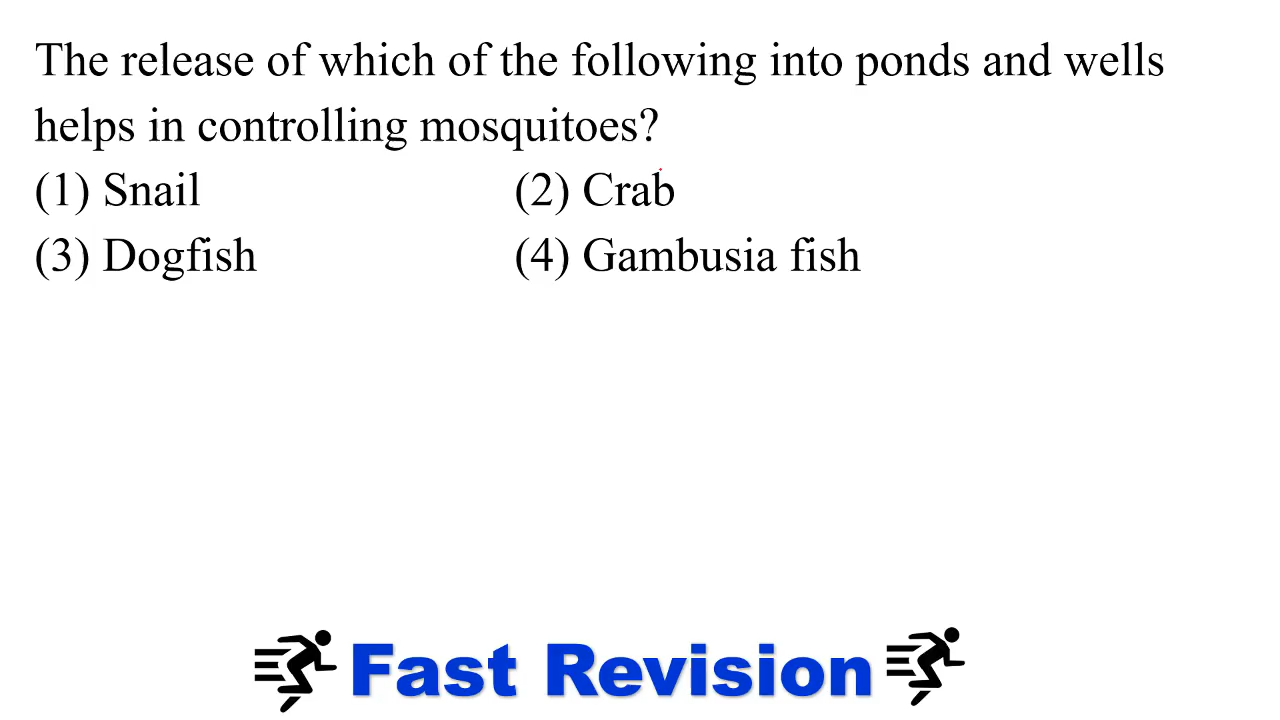 The release of which of the following into ponds and wells
helps in controlling mosquitoes?
(1) Snail (2) Crab
(3) Dogfish (4) Gambusia fish
Fast Revision